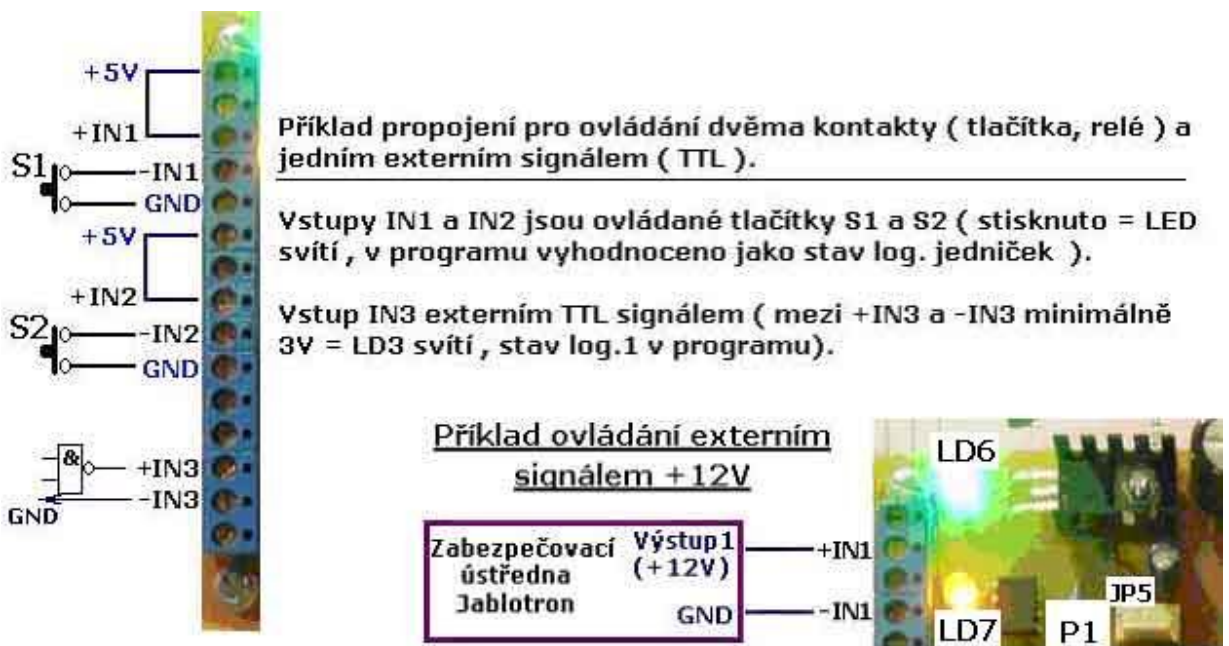 +5V
+IN1
S1
-IN1
GND
+5V
+IN2
S2
-IN2
GND
&
+IN3
-IN3
GND
Příklad propojení pro ovládání dvěma kontakty ( tlačítka, relé ) a
jedním externím signálem ( TTL ).
Vstupy IN1 a IN2 jsou ovládané tlačítky S1 a S2 ( stisknuto = LED
svítí , v programu vyhodnoceno jako stav log. jedniček ).
Vstup IN3 externím TTL signálem ( mezi +IN3 a -IN3 minimálně
3V = LD3 svítí , stav log.1 v programu).
Příklad ovládání externím
signálem +12V
Zabezpečovací
ústředna
Jablotron
Výstup1
(+12V)
GND
+IN1
-IN1
LD6
LD7
P1
JP5